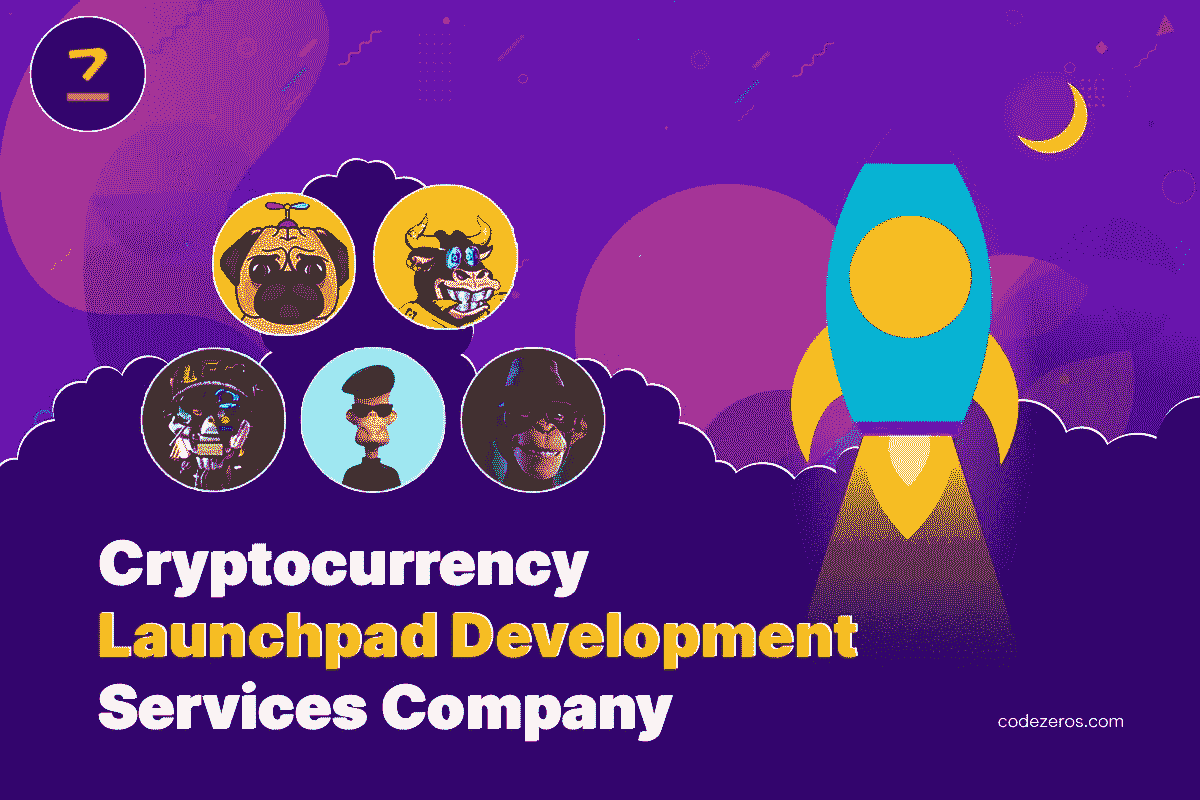 Cryptocurrency
Launchpad Development
Services Company
codezeros.com